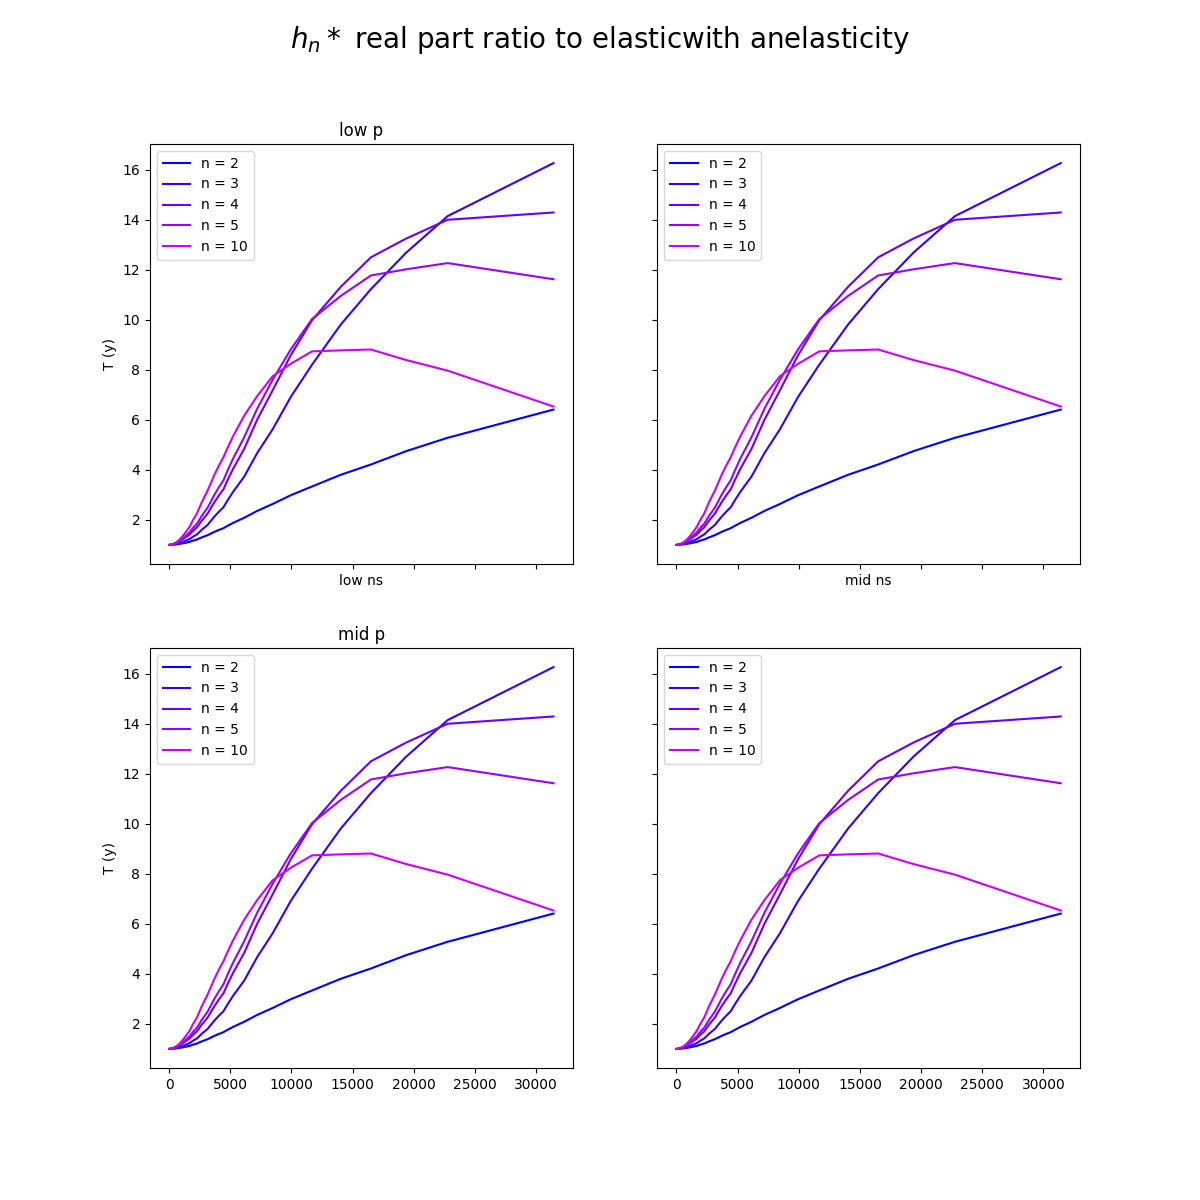 $h_n*$ real part ratio to elasticwith anelasticity
low p
n = 2
n = 3
n = 4
n = 5
n = 10
16
14
12
10
8
6
4
2
T (y)
low ns
n = 2
n = 3
n = 4
n = 5
n = 10
mid ns
mid p
n = 2
n = 3
n = 4
n = 5
n = 10
16
14
12
10
8
6
4
2
T (y)
0 5000 10000 15000 20000 25000 30000
n = 2
n = 3
n = 4
n = 5
n = 10
0 5000 10000 15000 20000 25000 30000